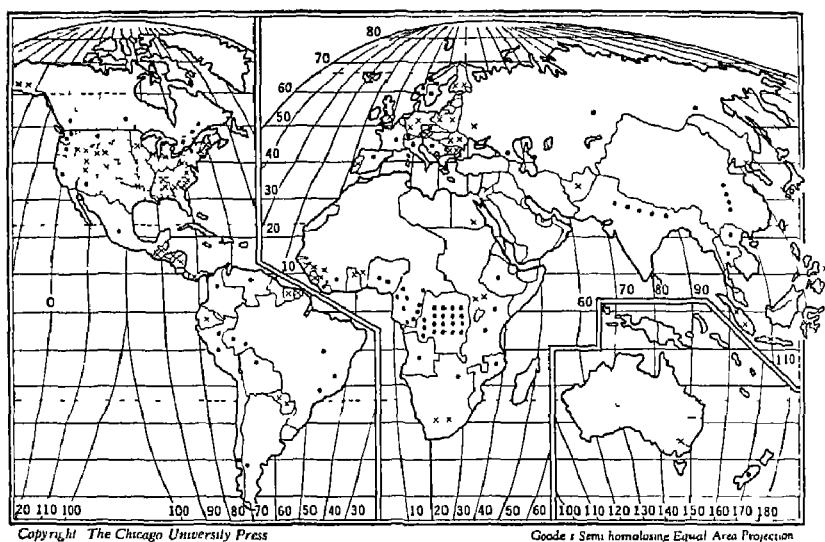 80
70
60
50
40
30
20
10
0
60 70 80 90
110
20 110 100 100 90 80 70 60 50 40 30 10 20 30 40 50 60 100 110 120 130 140 150 160 170 180
Copyright The Chicago University Press
Goode s Semi homolosine Equal Area Projection